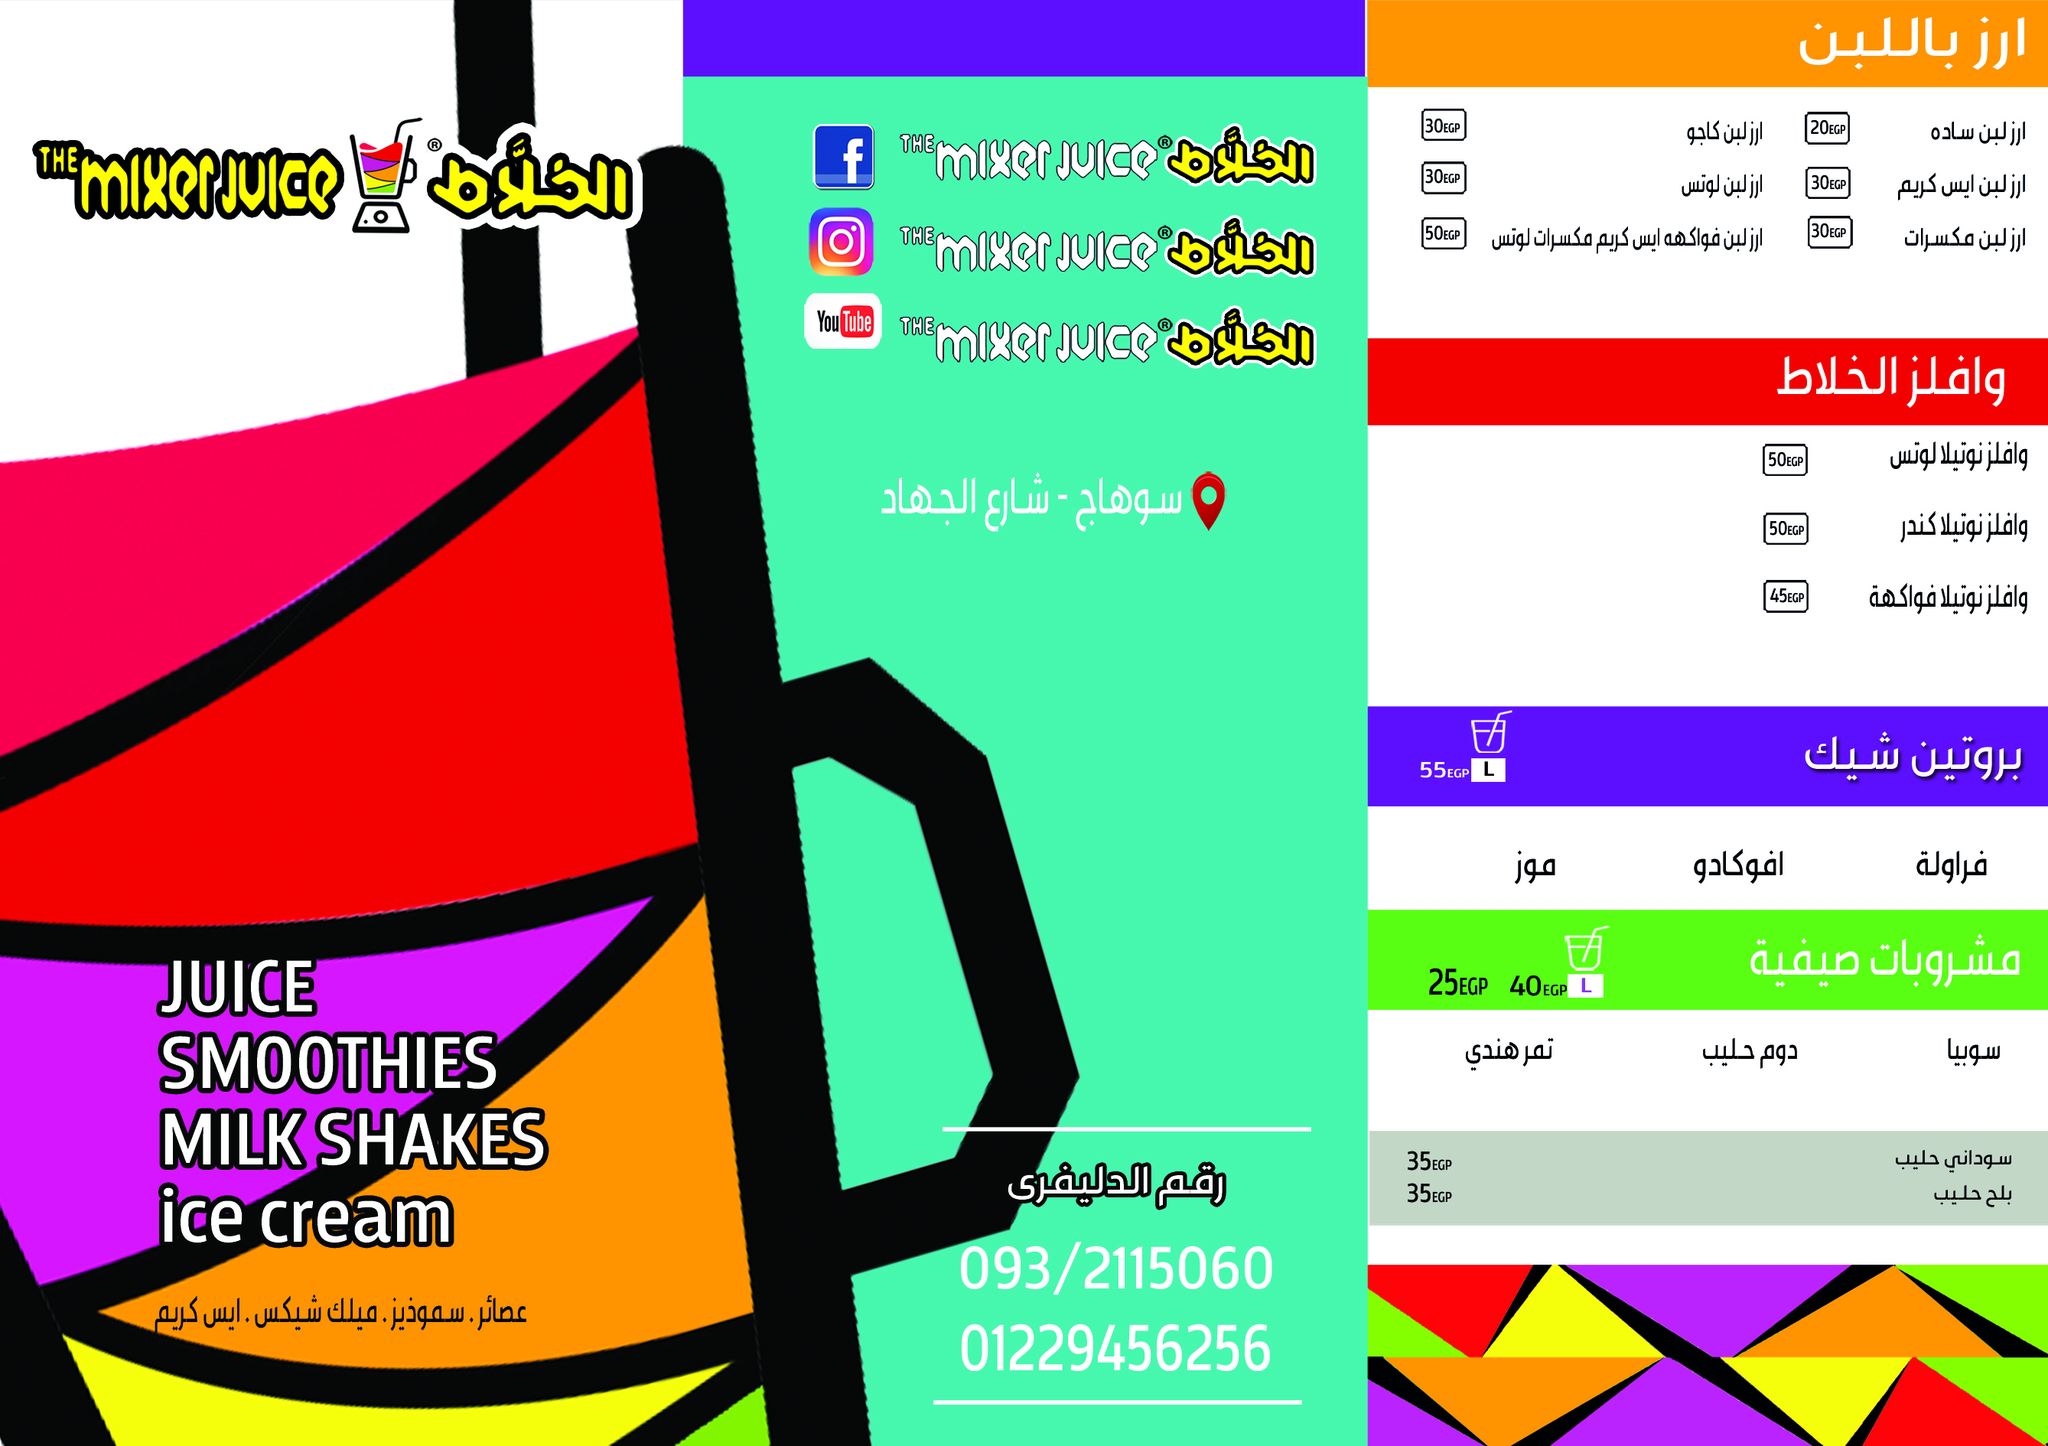 THE MIXER JUICE ® الخلاَّط
JUICE
SMOOTHIES
MILK SHAKES
ice cream
عصائر . سموذيز . ميلك شيكس . ايس كريم
THE MIXER JUICE ® الخلاَّط
THE MIXER JUICE ® الخلاَّط
You Tube THE MIXER JUICE ® الخلاَّط
سوهاج - شارع الجهاد
رقم الدليفرى
093/2115060
01229456256
ارز باللبن
ارز لبن ساده 20EGP ارز لبن كاجو 30EGP
ارز لبن ايس كريم 30EGP ارز لبن لوتس 30EGP
ارز لبن مكسرات 30EGP ارز لبن فواكهه ايس كريم مكسرات لوتس 50EGP
وافلز الخلاط
وافلز نوتيلا لوتس 50EGP
وافلز نوتيلا كندر 50EGP
وافلز نوتيلا فواكهة 45EGP
بروتين شيك 55EGP L
فراولة افوكادو موز
مشروبات صيفية 25EGP 40EGP L
سوبيا دوم حليب تمر هندي
سوداني حليب 35EGP
بلح حليب 35EGP